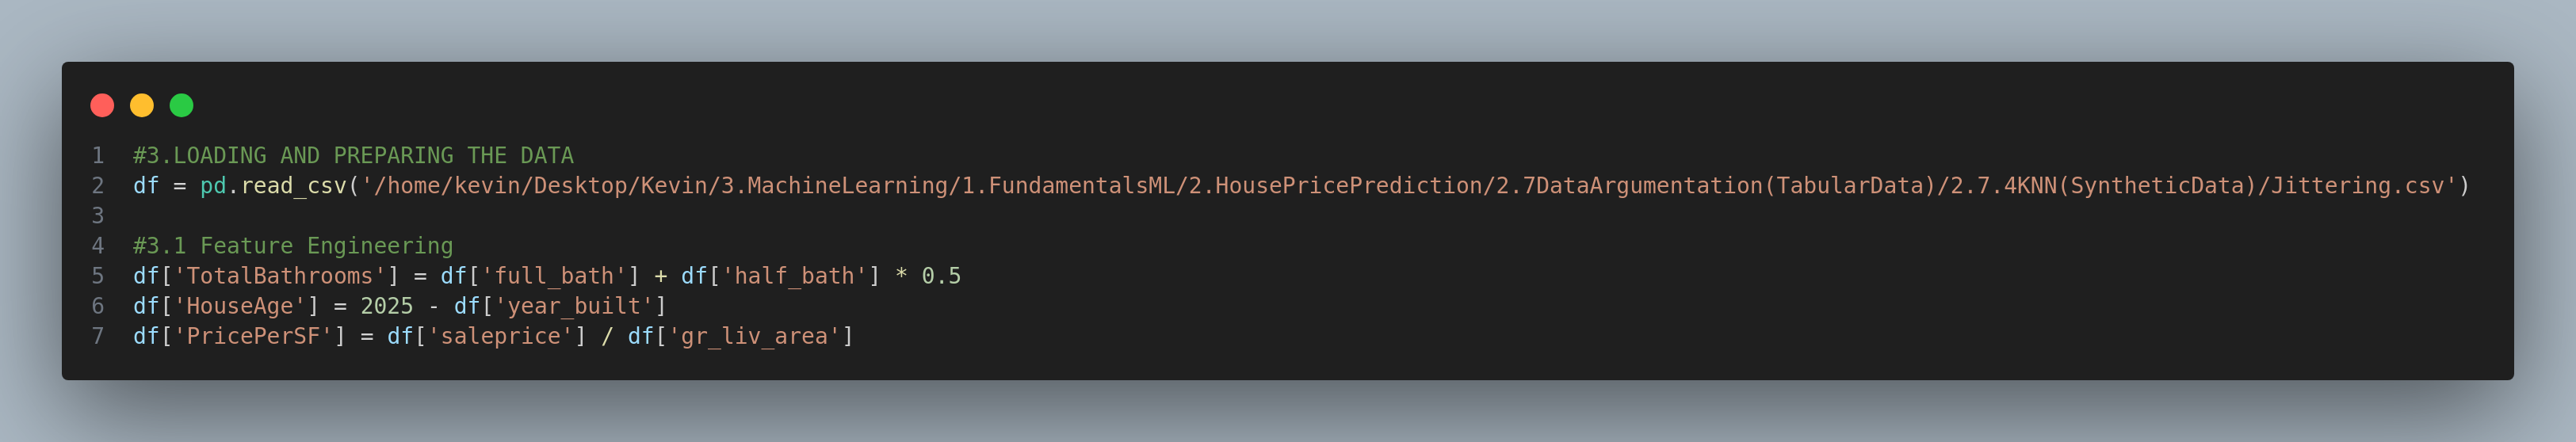 1 #3.LOADING AND PREPARING THE DATA
2 df = pd.read_csv('/home/kevin/Desktop/Kevin/3.MachineLearning/1.FundamentalsML/2.HousePricePrediction/2.7DataArgumentation(TabularData)/2.7.4KNN(SyntheticData)/Jittering.csv')
3
4 #3.1 Feature Engineering
5 df['TotalBathrooms'] = df['full_bath'] + df['half_bath'] * 0.5
6 df['HouseAge'] = 2025 - df['year_built']
7 df['PricePerSF'] = df['saleprice'] / df['gr_liv_area']